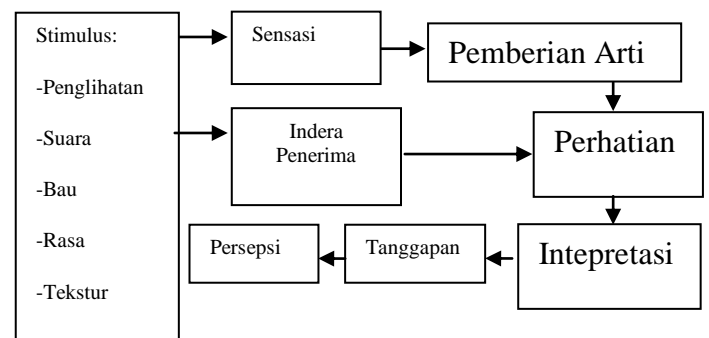 Stimulus:
-Penglihatan
-Suara
-Bau
-Rasa
-Tekstur
Sensasi
Pemberian Arti
Indera
Penerima
Perhatian
Intepretasi
Tanggapan
Persepsi